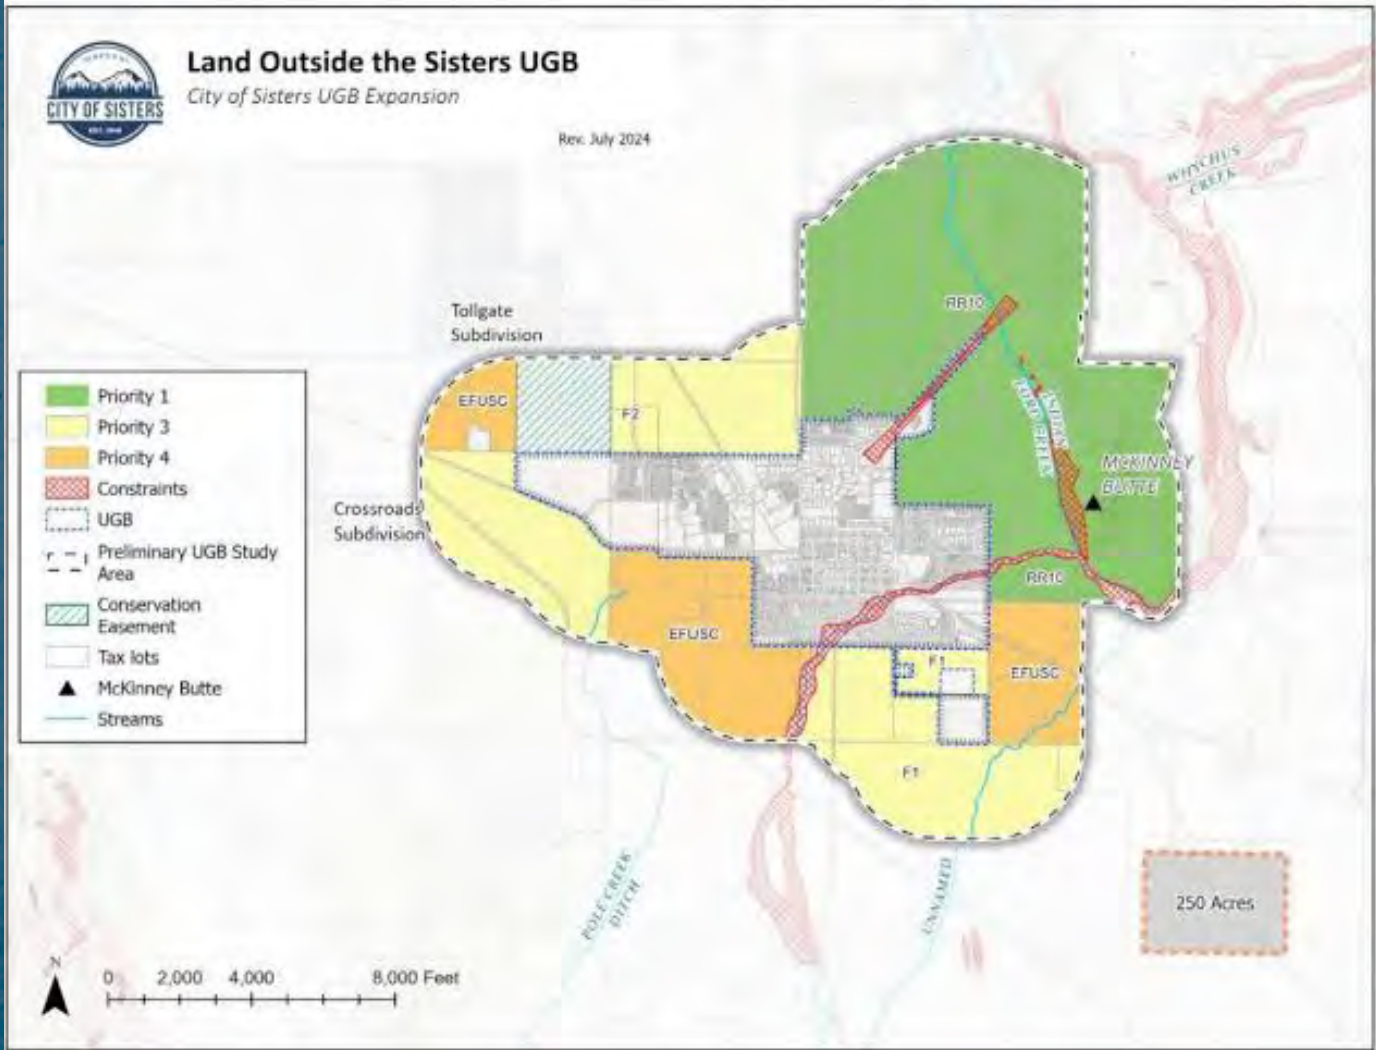 Land Outside the Sisters UGB
City of Sisters UGB Expansion
CITY OF SISTERS
Rev. July 2024
WHYCHUS
CREEK
RR10
Tollgate
Subdivision
EFUSC
F2
INDIAN
FORD CREEK
MCKINNEY
BUTTE
Crossroads
Subdivision
RR10
EFUSC
F1
EFUSC
F1
Priority 1
Priority 3
Priority 4
Constraints
UGB
Preliminary UGB Study
Area
Conservation
Easement
Tax lots
McKinney Butte
Streams
POLE CREEK
DITCH
UNNAMED
250 Acres
N
0 2,000 4,000 8,000 Feet